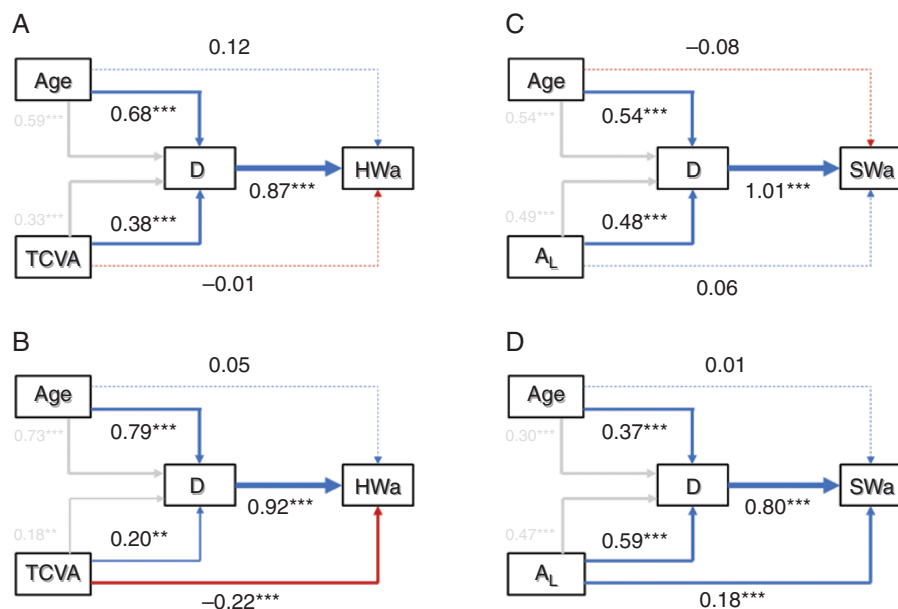 A
0.12
Age
0.59***
0.68***
D
0.87***
HWa
0.33***
0.38***
TCVA
–0.01
C
–0.08
Age
0.54***
0.54***
D
1.01***
SWa
0.49***
0.48***
AL
0.06
B
0.05
Age
0.73***
0.79***
D
0.92***
HWa
0.18**
0.20**
TCVA
–0.22***
D
0.01
Age
0.30***
0.37***
D
0.80***
SWa
0.47***
0.59***
AL
0.18***